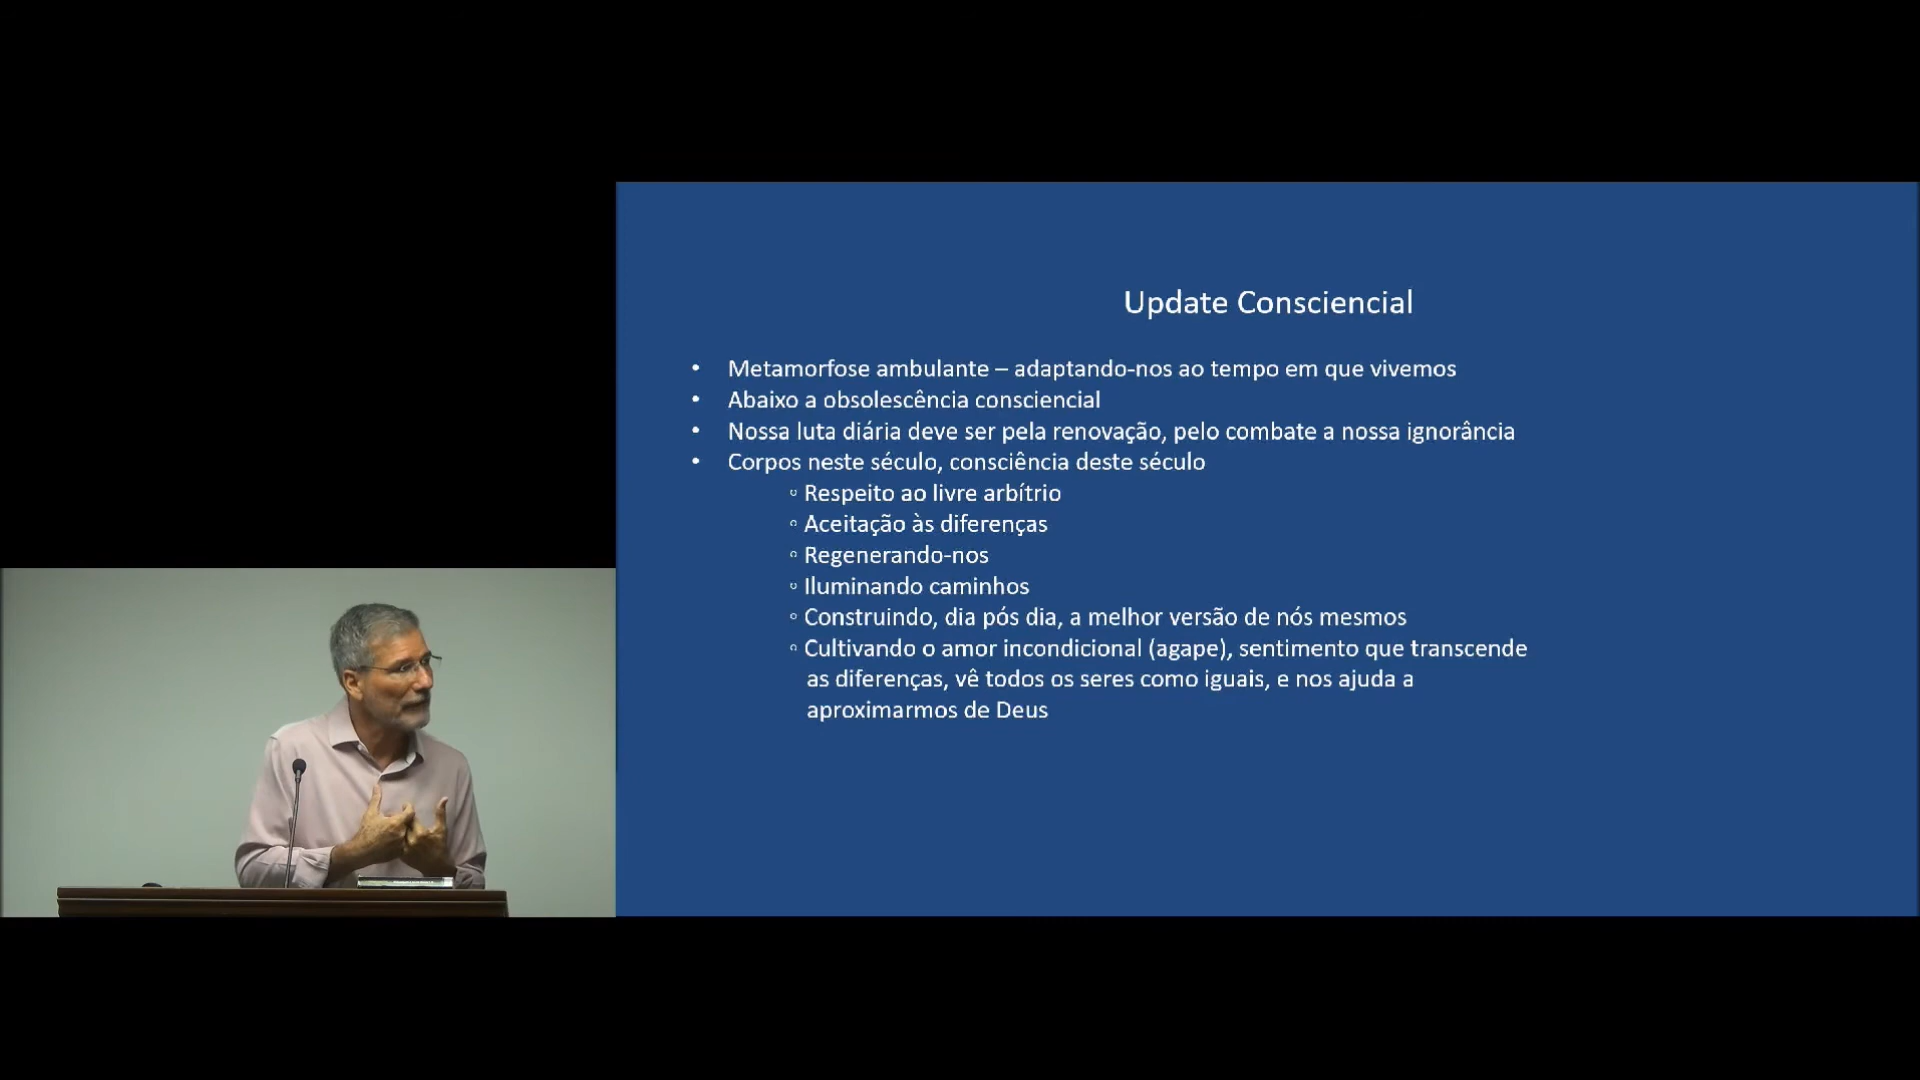 Update Consciencial
• Metamorfose ambulante – adaptando-nos ao tempo em que vivemos
• Abaixo a obsolescência consciencial
• Nossa luta diária deve ser pela renovação, pelo combate a nossa ignorância
• Corpos neste século, consciência deste século
◦ Respeito ao livre arbítrio
◦ Aceitação às diferenças
◦ Regenerando-nos
◦ Iluminando caminhos
◦ Construindo, dia pós dia, a melhor versão de nós mesmos
◦ Cultivando o amor incondicional (agape), sentimento que transcende
as diferenças, vê todos os seres como iguais, e nos ajuda a
aproximarmos de Deus